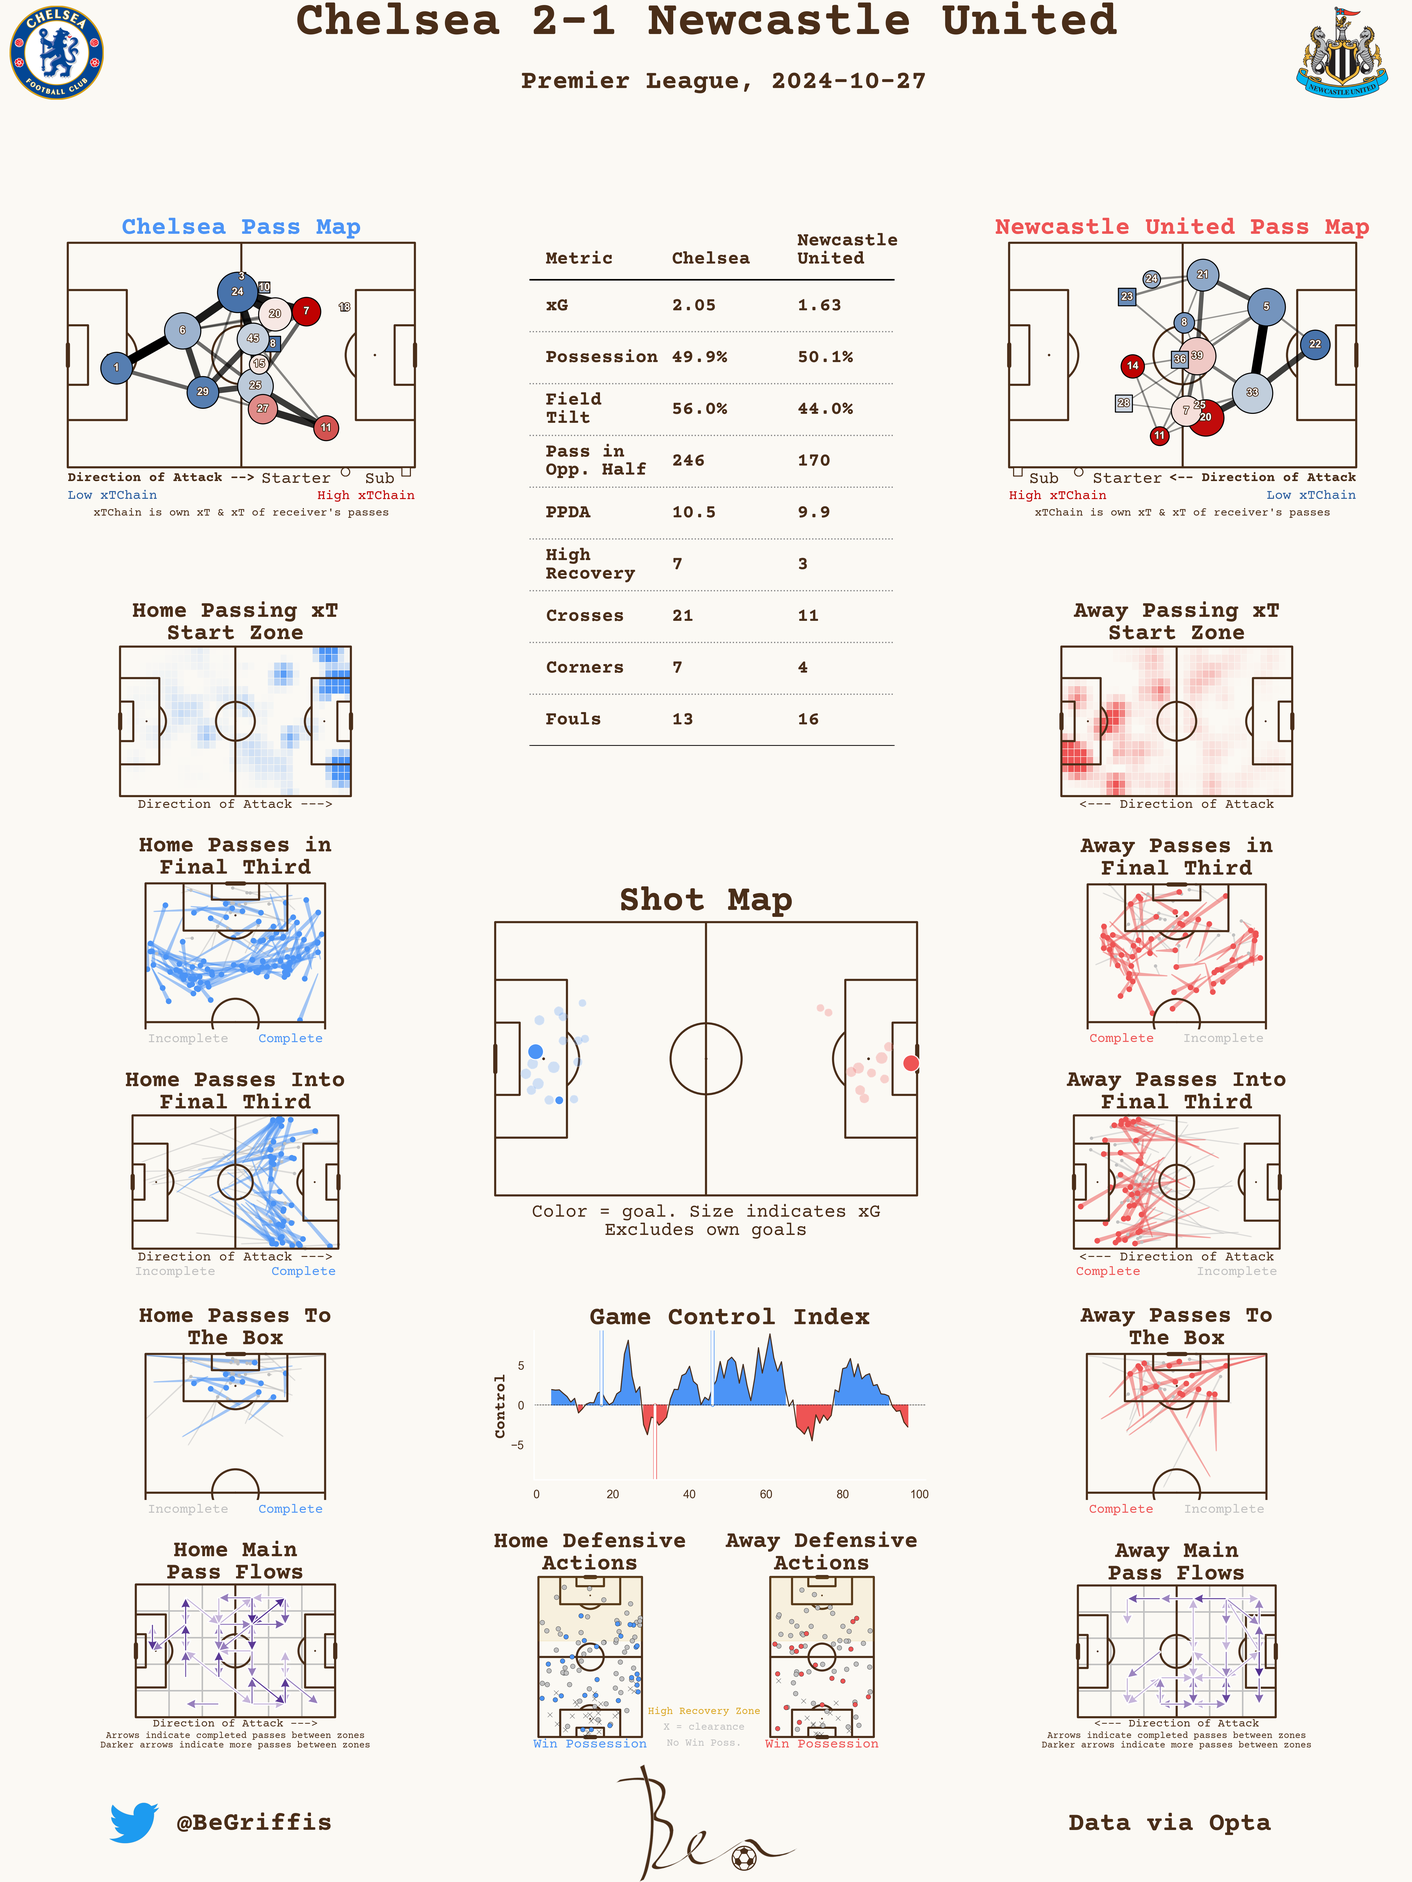 Chelsea 2-1 Newcastle United
Premier League, 2024-10-27
CHELSEA
FOOTBALL CLUB
NEWCASTLE UNITED
Chelsea Pass Map
3
24
10
20
7
18
6
45
8
1
15
29
25
27
11
Direction of Attack --> Starter Sub
Low xTChain High xTChain
xTChain is own xT & xT of receiver's passes
Metric Chelsea Newcastle United
xG 2.05 1.63
Possession 49.9% 50.1%
Field Tilt 56.0% 44.0%
Pass in Opp. Half 246 170
PPDA 10.5 9.9
High Recovery 7 3
Crosses 21 11
Corners 7 4
Fouls 13 16
Newcastle United Pass Map
24
21
23
5
8
22
36
39
14
33
28
7
25
20
11
Sub Starter <-- Direction of Attack
High xTChain Low xTChain
xTChain is own xT & xT of receiver's passes
Home Passing xT
Start Zone
Direction of Attack --->
Away Passing xT
Start Zone
<--- Direction of Attack
Home Passes in
Final Third
Incomplete Complete
Away Passes in
Final Third
Complete Incomplete
Shot Map
Color = goal. Size indicates xG
Excludes own goals
Home Passes Into
Final Third
Direction of Attack --->
Incomplete Complete
Away Passes Into
Final Third
<--- Direction of Attack
Complete Incomplete
Home Passes To
The Box
Incomplete Complete
Game Control Index
Control
5
0
−5
0 20 40 60 80 100
Away Passes To
The Box
Complete Incomplete
Home Main
Pass Flows
Direction of Attack --->
Arrows indicate completed passes between zones
Darker arrows indicate more passes between zones
Home Defensive
Actions
Win Possession
High Recovery Zone
X = clearance
No Win Poss.
Away Defensive
Actions
Win Possession
Away Main
Pass Flows
<--- Direction of Attack
Arrows indicate completed passes between zones
Darker arrows indicate more passes between zones
@BeGriffis
Ben
Data via Opta